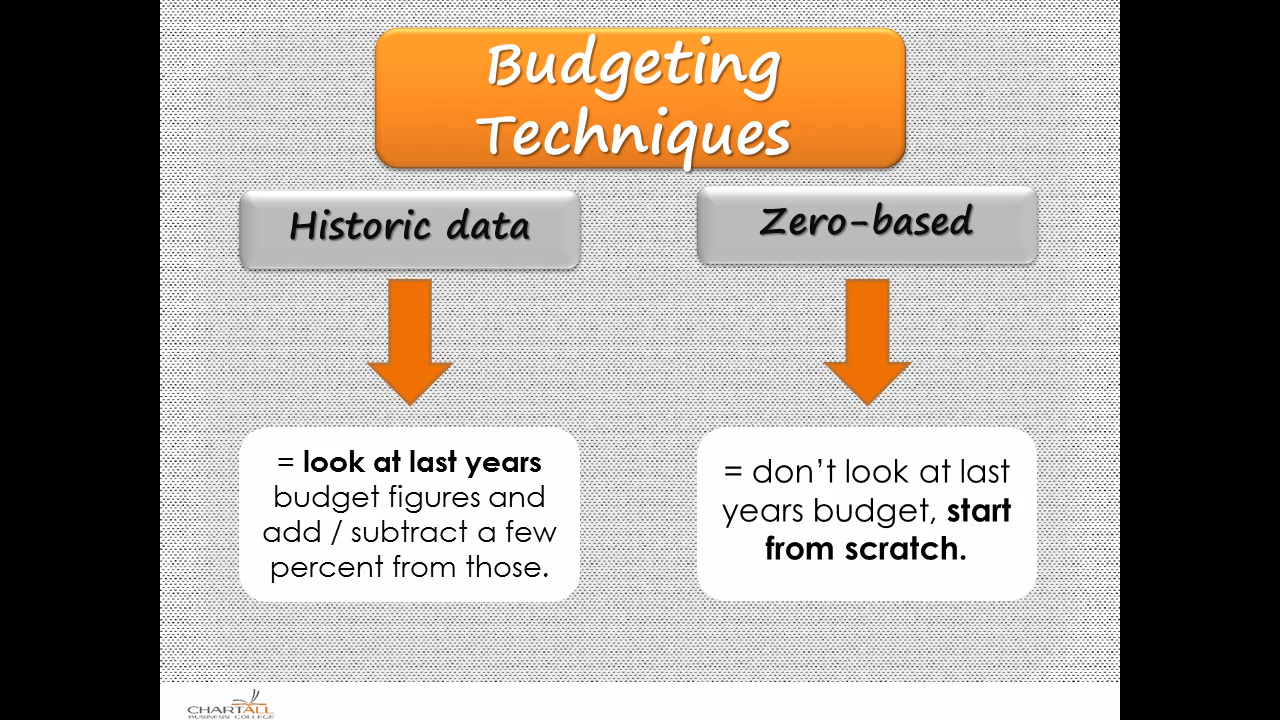 Budgeting
Techniques
Historic data
Zero-based
= look at last years
budget figures and
add / subtract a few
percent from those.
= don’t look at last
years budget, start
from scratch.
CHARTALL
BUSINESS COLLEGE